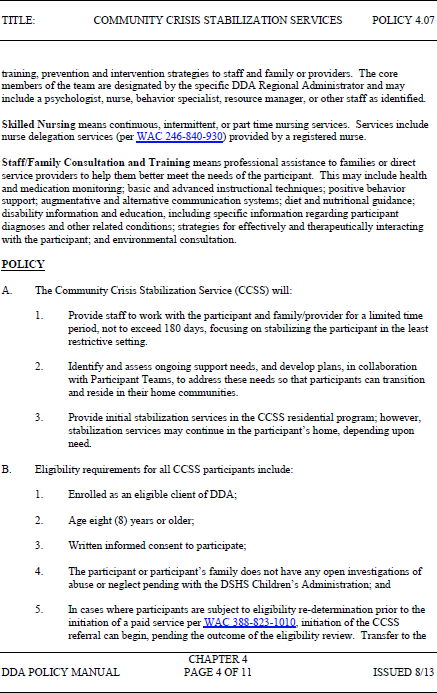 TITLE: COMMUNITY CRISIS STABILIZATION SERVICES POLICY 4.07
training, prevention and intervention strategies to staff and family or providers. The core
members of the team are designated by the specific DDA Regional Administrator and may
include a psychologist, nurse, behavior specialist, resource manager, or other staff as identified.
Skilled Nursing means continuous, intermittent, or part time nursing services. Services include
nurse delegation services (per WAC 246-840-930) provided by a registered nurse.
Staff/Family Consultation and Training means professional assistance to families or direct
service providers to help them better meet the needs of the participant. This may include health
and medication monitoring; basic and advanced instructional techniques; positive behavior
support; augmentative and alternative communication systems; diet and nutritional guidance;
disability information and education, including specific information regarding participant
diagnoses and other related conditions; strategies for effectively and therapeutically interacting
with the participant; and environmental consultation.
POLICY
A. The Community Crisis Stabilization Service (CCSS) will:
1. Provide staff to work with the participant and family/provider for a limited time
period, not to exceed 180 days, focusing on stabilizing the participant in the least
restrictive setting.
2. Identify and assess ongoing support needs, and develop plans, in collaboration
with Participant Teams, to address these needs so that participants can transition
and reside in their home communities.
3. Provide initial stabilization services in the CCSS residential program; however,
stabilization services may continue in the participant's home, depending upon
need.
B. Eligibility requirements for all CCSS participants include:
1. Enrolled as an eligible client of DDA;
2. Age eight (8) years or older;
3. Written informed consent to participate;
4. The participant or participant's family does not have any open investigations of
abuse or neglect pending with the DSHS Children's Administration; and
5. In cases where participants are subject to eligibility re-determination prior to the
initiation of a paid service per WAC 388-823-1010, initiation of the CCSS
referral can begin, pending the outcome of the eligibility review. Transfer to the
CHAPTER 4
DDA POLICY MANUAL PAGE 4 OF 11 ISSUED 8/13